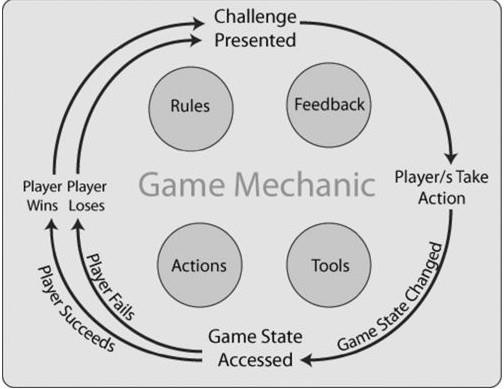 Challenge
Presented
Rules
Feedback
Player
Wins
Player
Loses
Game Mechanic
Player/s Take
Action
Actions
Tools
Player Fails
Player Succeeds
Game State Changed
Game State
Accessed